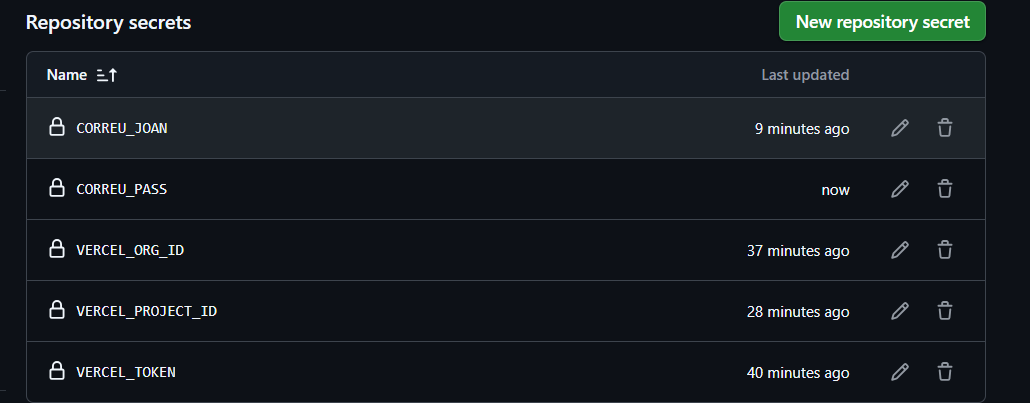 Repository secrets
New repository secret
Name
Last updated
CORREU_JOAN
9 minutes ago
CORREU_PASS
now
VERCEL_ORG_ID
37 minutes ago
VERCEL_PROJECT_ID
28 minutes ago
VERCEL_TOKEN
40 minutes ago